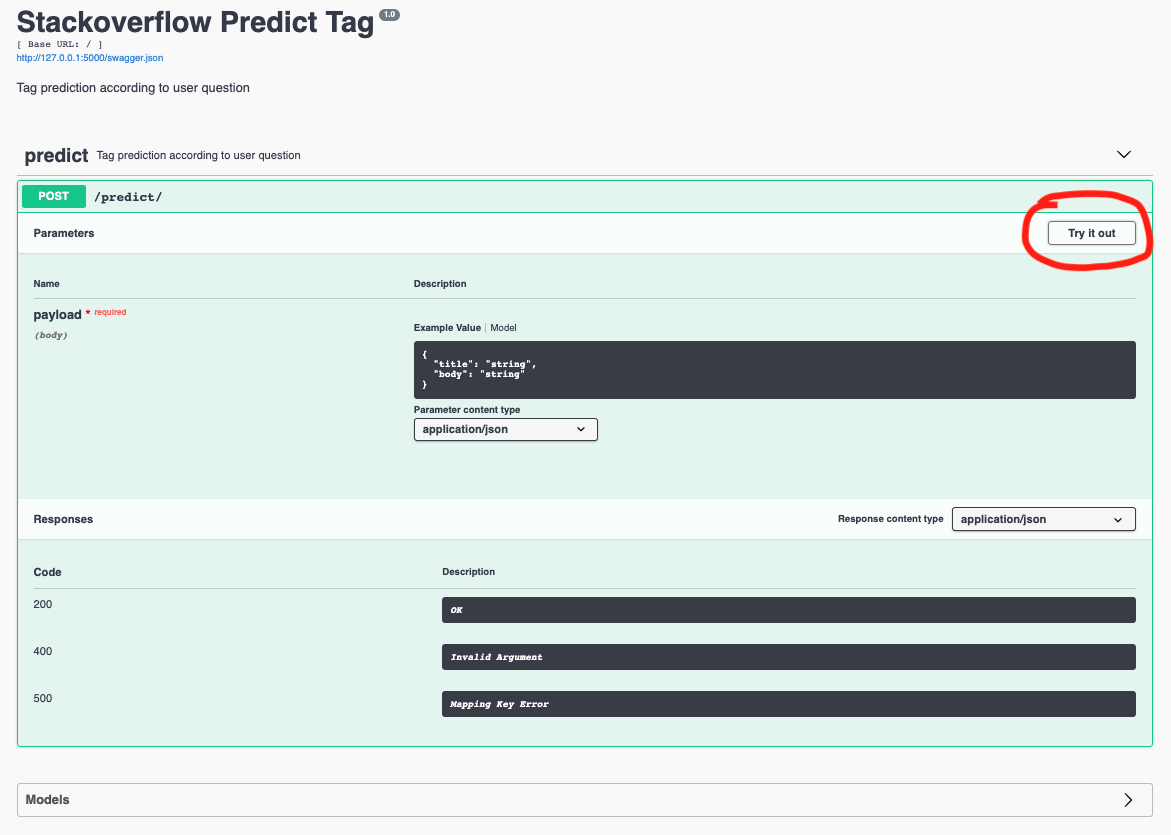 Stackoverflow Predict Tag 1.0
[ Base URL: / ]
http://127.0.0.1:5000/swagger.json
Tag prediction according to user question
predict Tag prediction according to user question
POST /predict/
Parameters Try it out
Name Description
payload * required
(body)
Example Value Model
{
"title": "string",
"body": "string"
}
Parameter content type
application/json
Responses Response content type application/json
Code Description
200 OK
400 Invalid Argument
500 Mapping Key Error
Models